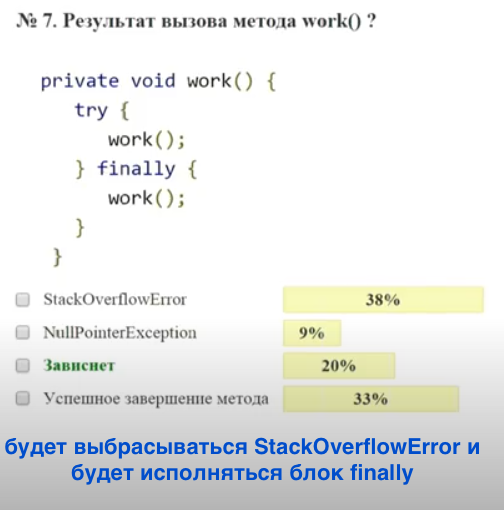 № 7. Результат вызова метода work() ?
private void work() {
try {
work();
} finally {
work();
}
}
StackOverflowError 38%
NullPointerException 9%
Зависнет 20%
Успешное завершение метода 33%
будет выбрасываться StackOverflowError и
будет исполняться блок finally